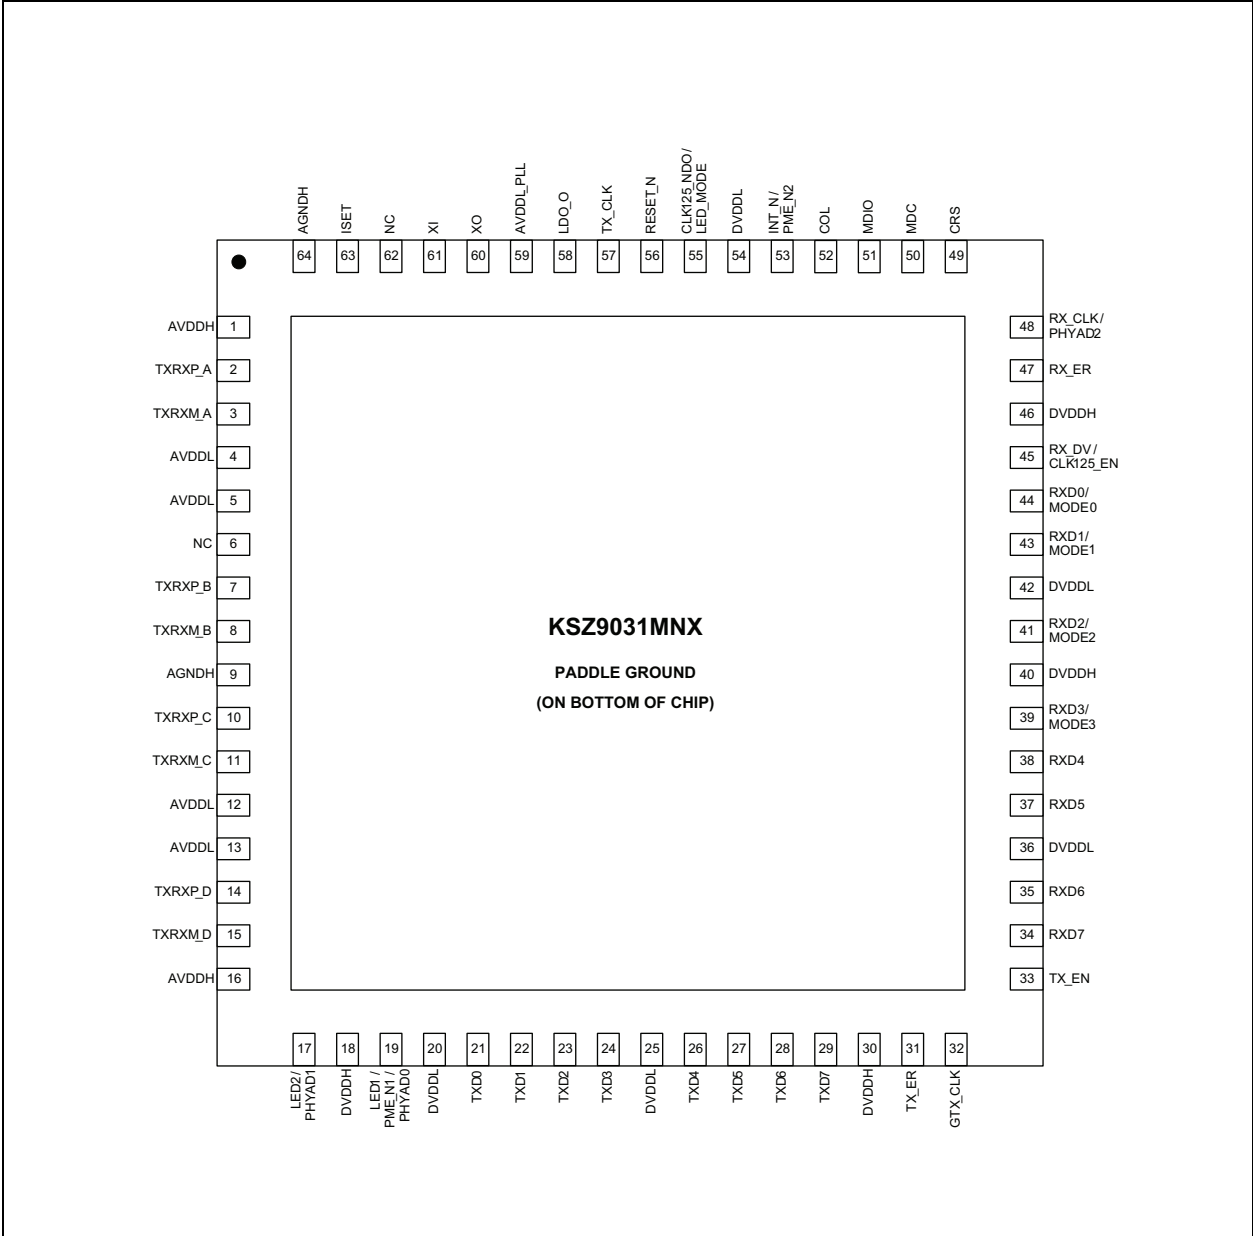 AGNDH
ISET
NC
XI
XO
AVDDL_PLL
LDO_O
TX_CLK
RESET_N
CLK125_NDO /
LED_MODE
DVDDL
INT_N /
PME_N2
COL
MDIO
MDC
CRS
64 63 62 61 60 59 58 57 56 55 54 53 52 51 50 49
AVDDH 1
TXRXP_A 2
TXRXM_A 3
AVDDL 4
AVDDL 5
NC 6
TXRXP_B 7
TXRXM_B 8
AGNDH 9
TXRXP_C 10
TXRXM_C 11
AVDDL 12
AVDDL 13
TXRXP_D 14
TXRXM_D 15
AVDDH 16
KSZ9031MNX
PADDLE GROUND
(ON BOTTOM OF CHIP)
48 RX_CLK /
PHYAD2
47 RX_ER
46 DVDDH
45 RX_DV /
CLK125_EN
44 RXD0/
MODE0
43 RXD1/
MODE1
42 DVDDL
41 RXD2/
MODE2
40 DVDDH
39 RXD3/
MODE3
38 RXD4
37 RXD5
36 DVDDL
35 RXD6
34 RXD7
33 TX_EN
17 18 19 20 21 22 23 24 25 26 27 28 29 30 31 32
LED2 /
PHYAD1
DVDDH
LED1 /
PME_N1 /
PHYAD0
DVDDL
TXD0
TXD1
TXD2
TXD3
DVDDL
TXD4
TXD5
TXD6
TXD7
DVDDH
TX_ER
GTX_CLK